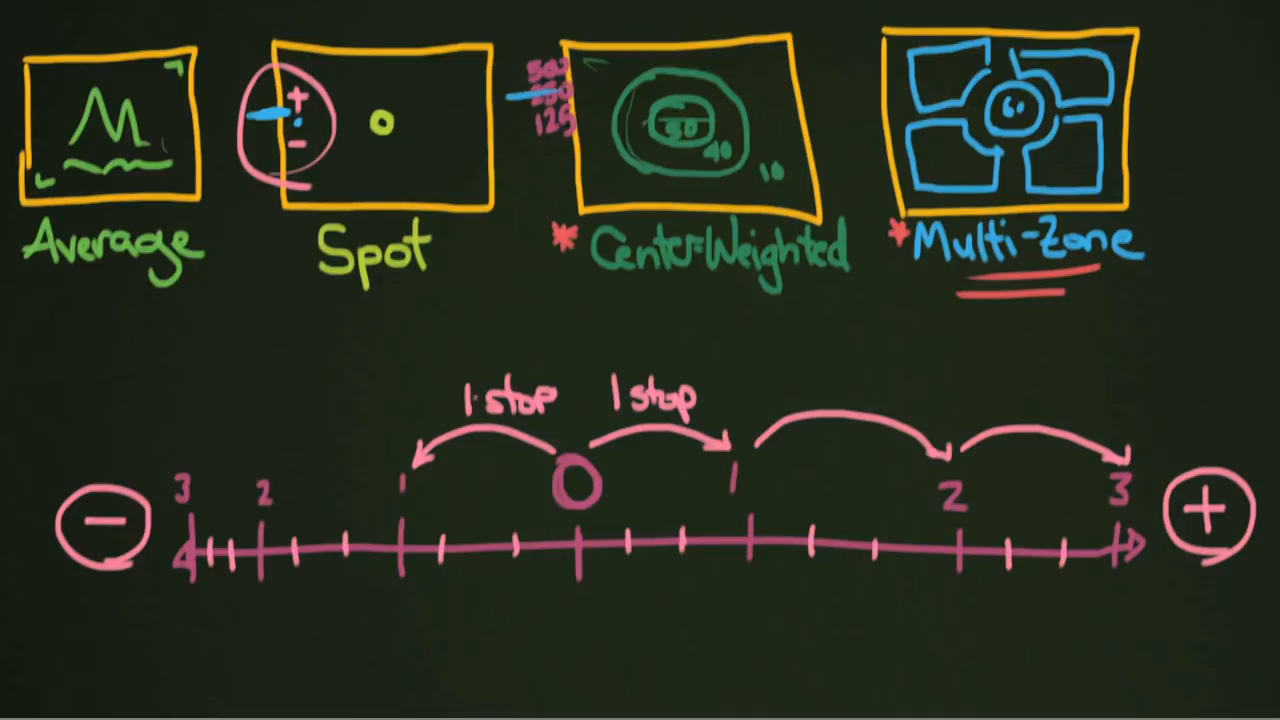 +
-
500
250
125
50
40
10
60
Average
Spot
* Center-Weighted
* Multi-Zone
1 stop 1 stop
3 2 1 0 1 2 3
- +